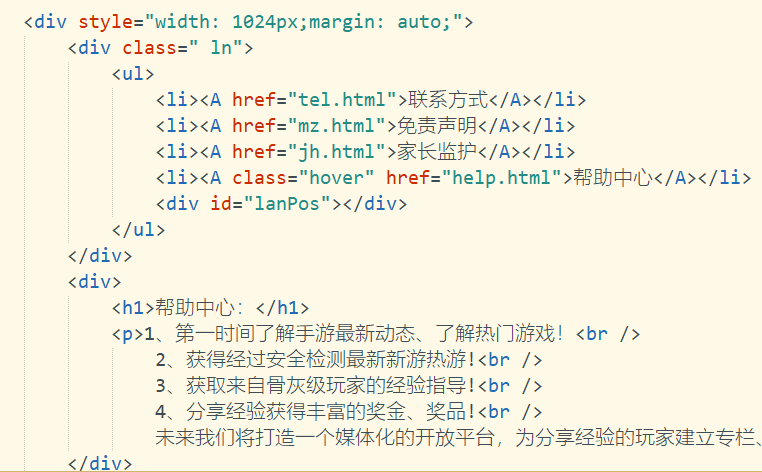 <div style="width: 1024px;margin: auto;">
<div class=" ln">
<ul>
<li><A href="tel.html">联系方式</A></li>
<li><A href="mz.html">免责声明</A></li>
<li><A href="jh.html">家长监护</A></li>
<li><A class="hover" href="help.html">帮助中心</A></li>
<div id="lanPos"></div>
</ul>
</div>
<div>
<h1>帮助中心：</h1>
<p>1、第一时间了解手游最新动态、了解热门游戏！<br />
2、获得经过安全检测最新新游热游!<br />
3、获取来自骨灰级玩家的经验指导!<br />
4、分享经验获得丰富的奖金、奖品!<br />
未来我们将打造一个媒体化的开放平台，为分享经验的玩家建立专栏、
</div>